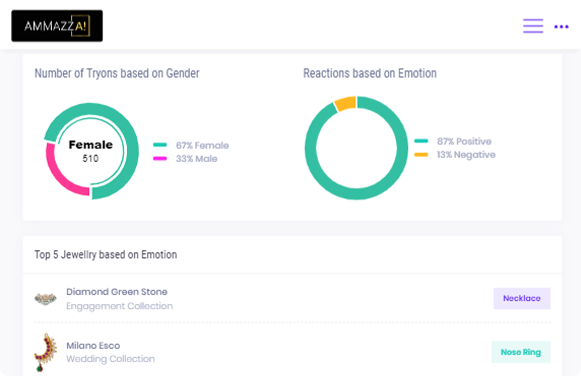 AMMAZZA!
Number of Tryons based on Gender
Reactions based on Emotion
Female
510
67% Female
33% Male
87% Positive
13% Negative
Top 5 Jewellry based on Emotion
Diamond Green Stone
Engagement Collection
Necklace
Milano Esco
Wedding Collection
Nose Ring